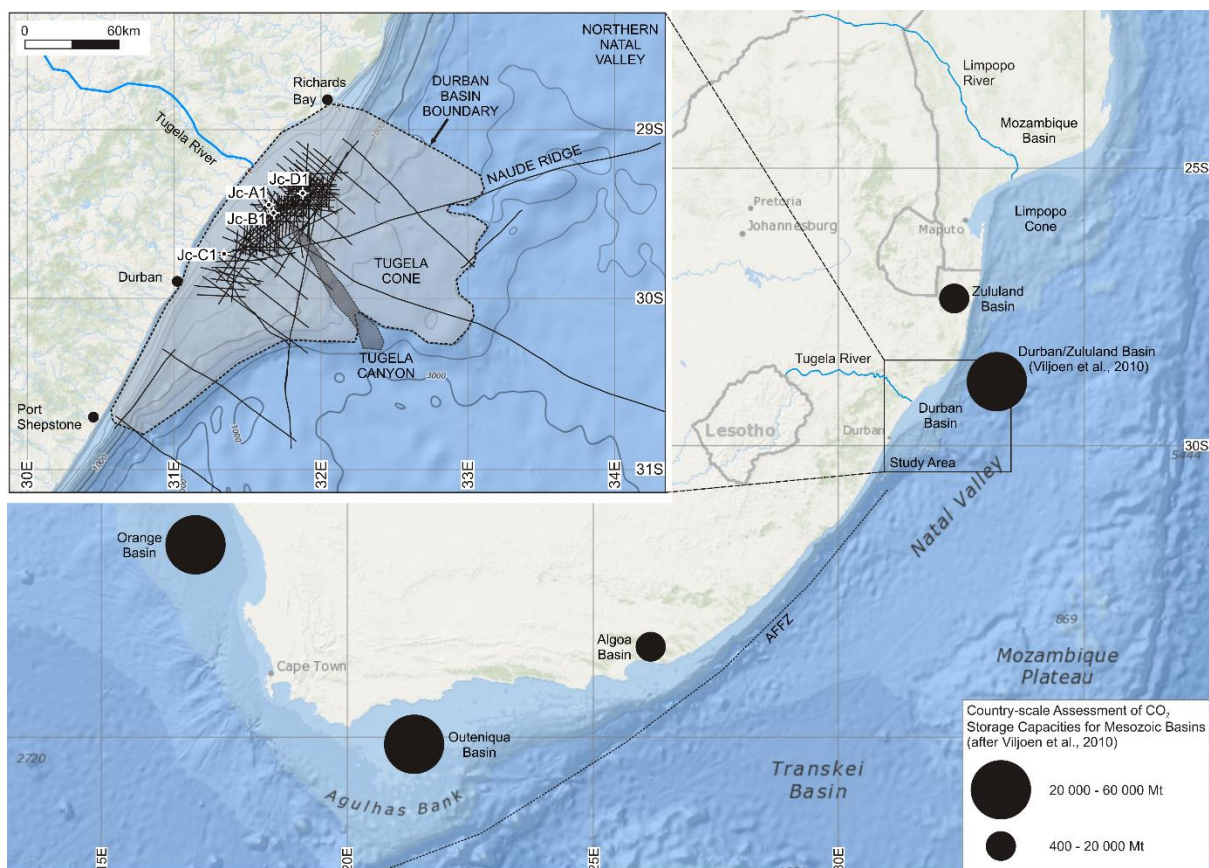 0 60km
NORTHERN
NATAL
VALLEY
Richards
Bay
DURBAN
BASIN
BOUNDARY
1000
Tugela River
29S
NAUDE RIDGE
Jc-D1
Jc-A1
Jc-B1
Jc-C1
Durban
TUGELA
CONE
30S
TUGELA
CANYON
3000
Port
Shepstone
1000
3000
30E
31E
32E
33E
34E
31S
Limpopo
River
Mozambique
Basin
25S
Pretoria
Johannesburg
Maputo
Limpopo
Cone
Zululand
Basin
Tugela River
Durban/Zululand Basin
(Viljoen et al., 2010)
Durban
Basin
Lesotho
Durban
30S
Study Area
5444
Natal Valley
Orange
Basin
AFFZ
Algoa
Basin
869
Cape Town
Mozambique
Plateau
Outeniqua
Basin
2720
Transkei
Basin
Agulhas Bank
15E
20E
25E
30E
Country-scale Assessment of CO₂
Storage Capacities for Mesozoic Basins
(after Viljoen et al., 2010)
20 000 - 60 000 Mt
400 - 20 000 Mt